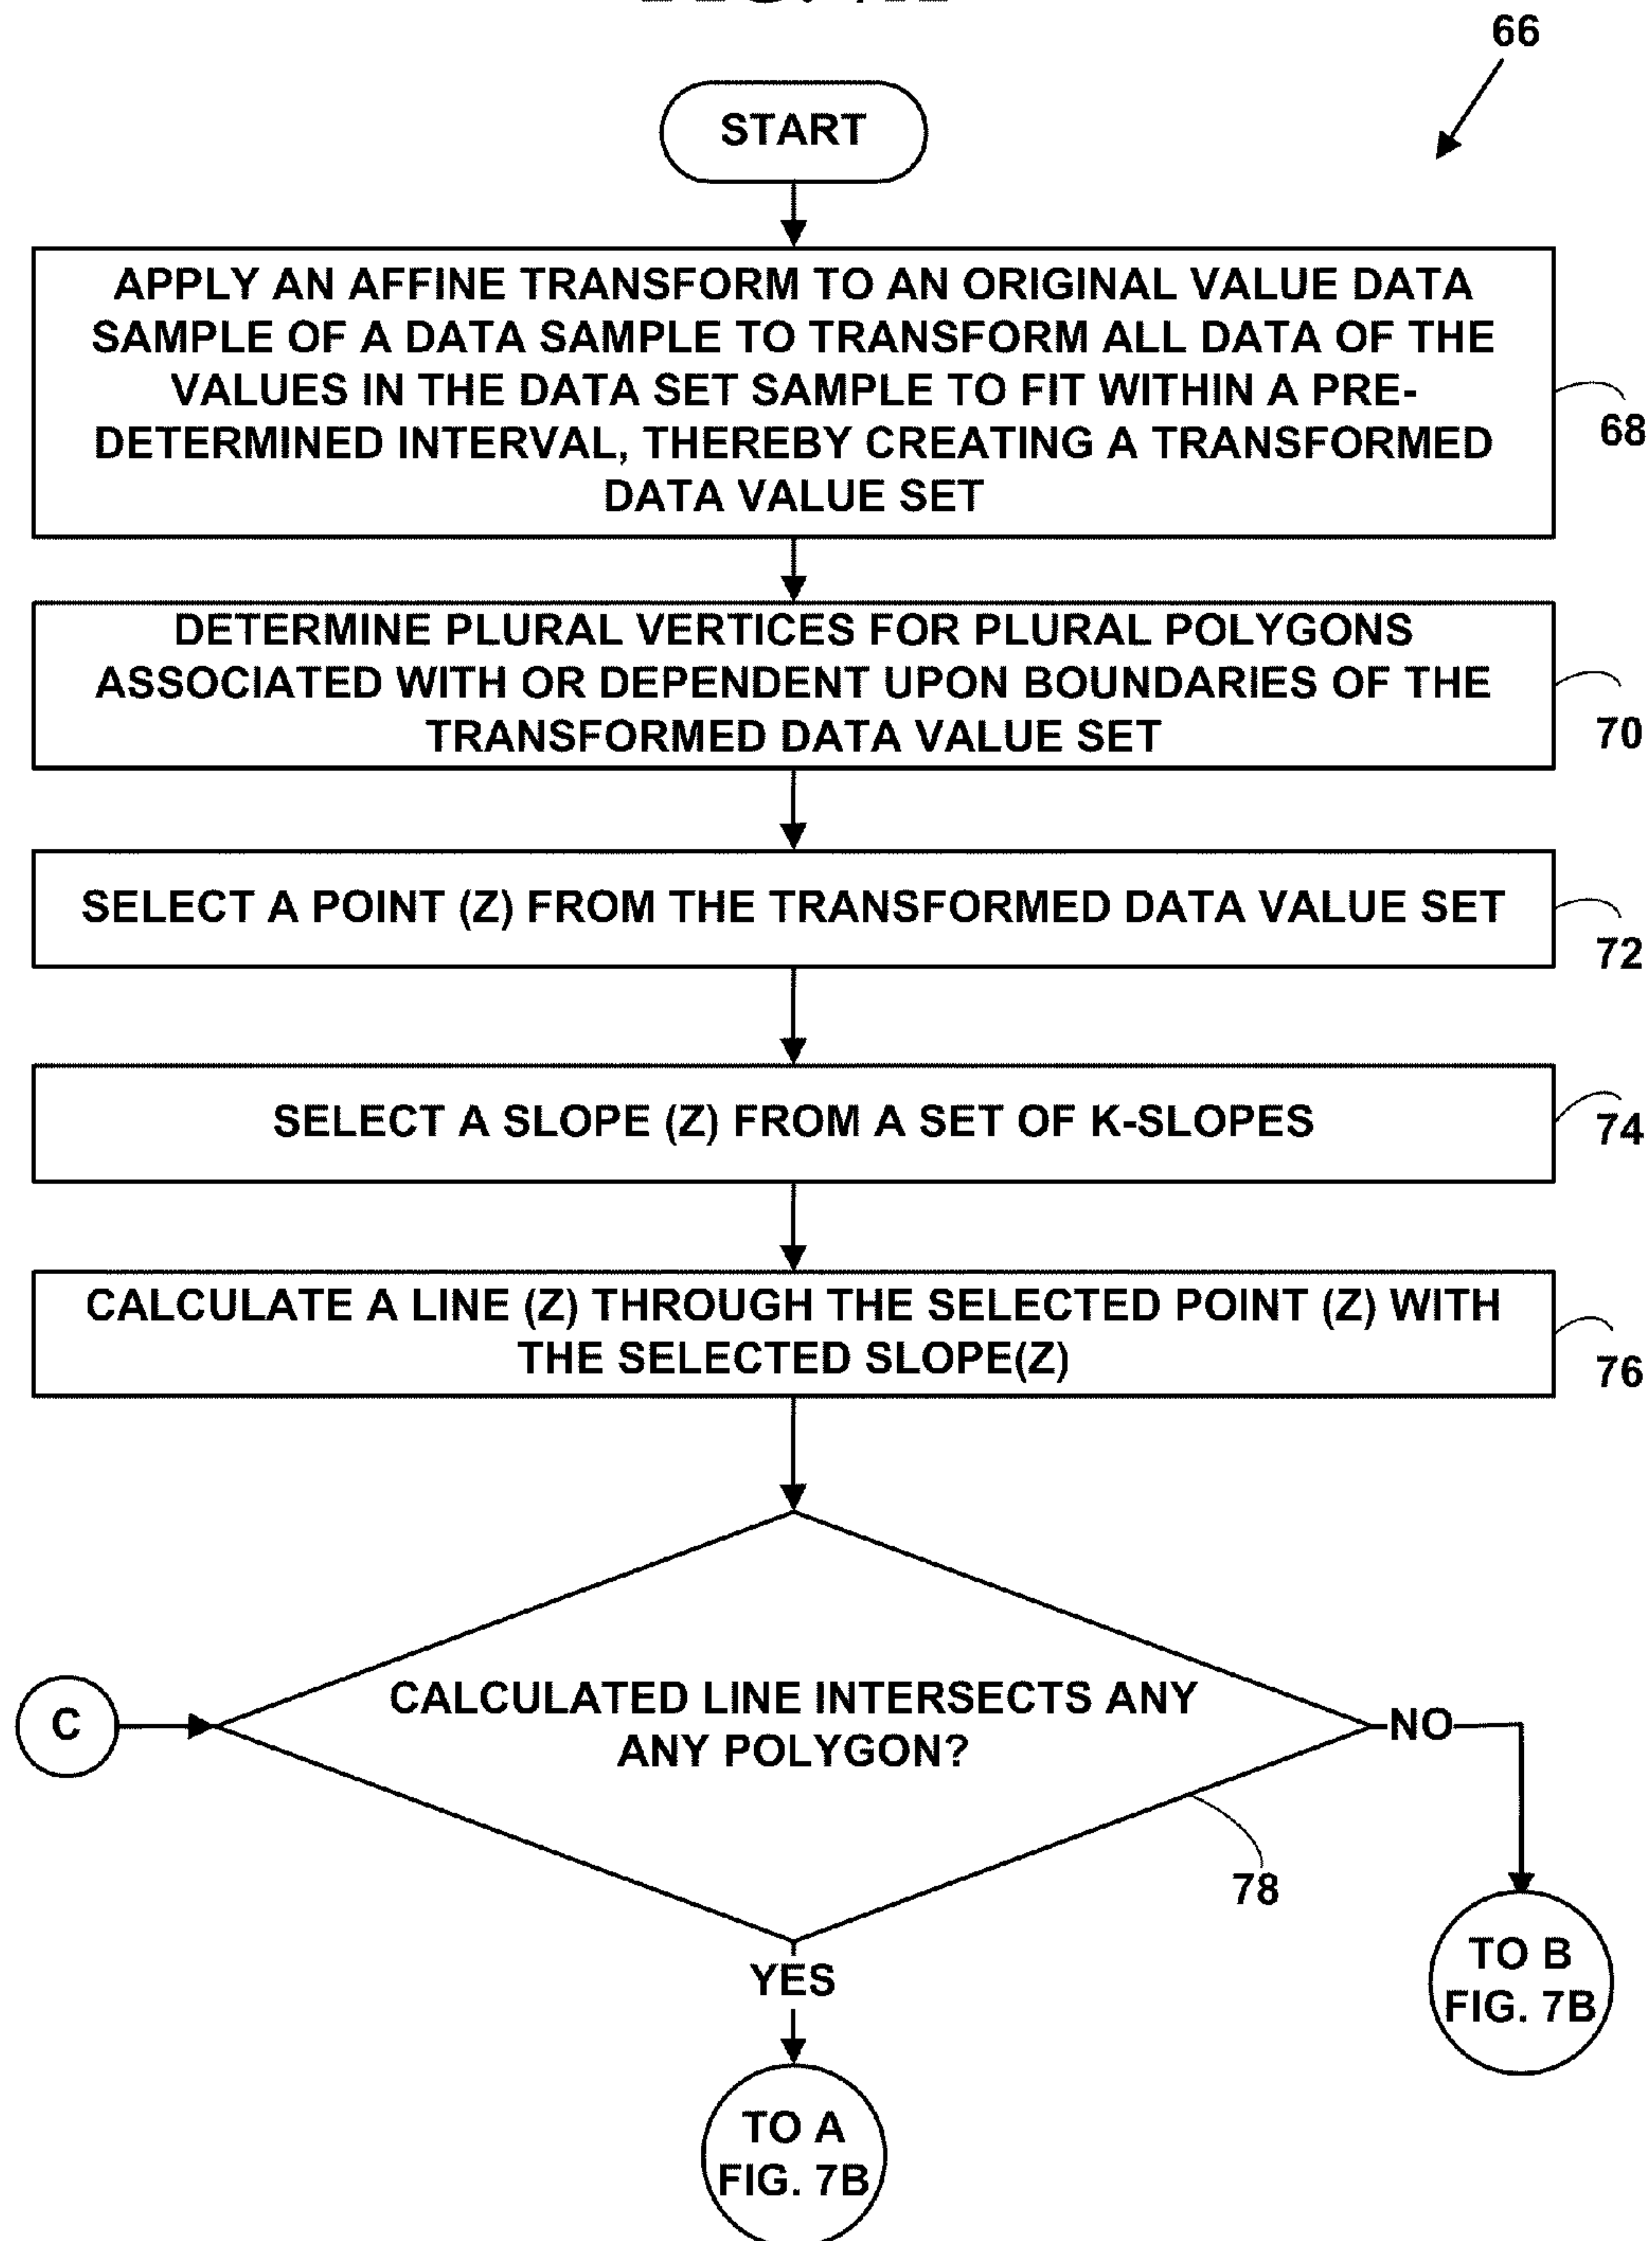 66
START
APPLY AN AFFINE TRANSFORM TO AN ORIGINAL VALUE DATA
SAMPLE OF A DATA SAMPLE TO TRANSFORM ALL DATA OF THE
VALUES IN THE DATA SET SAMPLE TO FIT WITHIN A PRE-
DETERMINED INTERVAL, THEREBY CREATING A TRANSFORMED
DATA VALUE SET
68
DETERMINE PLURAL VERTICES FOR PLURAL POLYGONS
ASSOCIATED WITH OR DEPENDENT UPON BOUNDARIES OF THE
TRANSFORMED DATA VALUE SET
70
SELECT A POINT (Z) FROM THE TRANSFORMED DATA VALUE SET
72
SELECT A SLOPE (Z) FROM A SET OF K-SLOPES
74
CALCULATE A LINE (Z) THROUGH THE SELECTED POINT (Z) WITH
THE SELECTED SLOPE(Z)
76
C
CALCULATED LINE INTERSECTS ANY
ANY POLYGON?
NO
78
YES
TO B
FIG. 7B
TO A
FIG. 7B